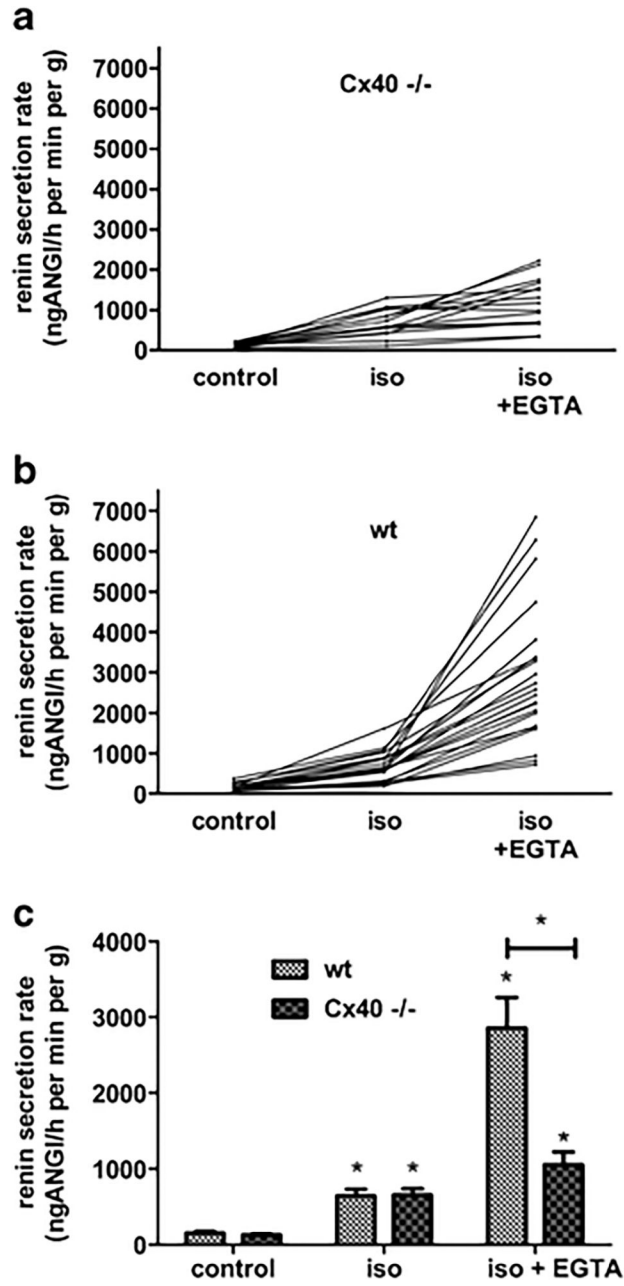 a
Cx40 -/-
renin secretion rate
(ngANGI/h per min per g)
7000
6000
5000
4000
3000
2000
1000
0
control
iso
iso
+EGTA
b
wt
renin secretion rate
(ngANGI/h per min per g)
7000
6000
5000
4000
3000
2000
1000
0
control
iso
iso
+EGTA
c
renin secretion rate
(ngANGI/h per min per g)
4000
3000
2000
1000
0
wt
Cx40 -/-
*
*
*
*
*
control
iso
iso + EGTA